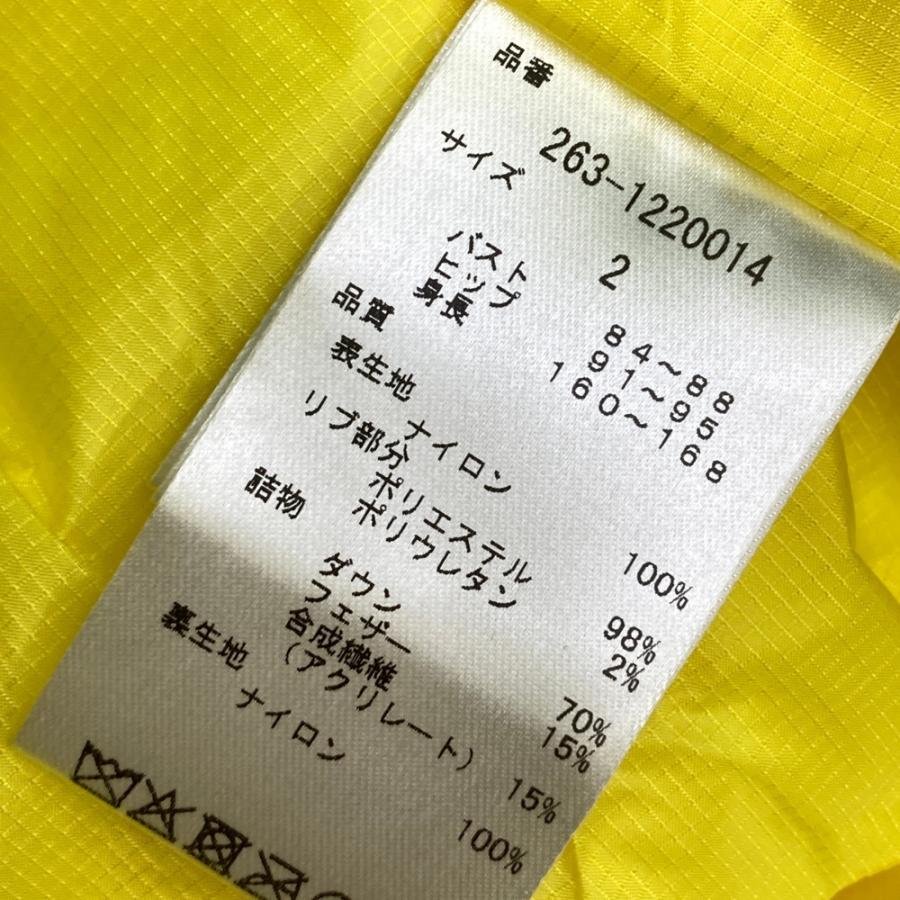 品番
263-1220014
サイズ
2
バスト 84～88
ヒップ 91～95
身長 160～168
品質
表生地
ナイロン 100%
リブ部分
ポリエステル 98%
ポリウレタン 2%
詰物
ダウン 70%
フェザー 15%
合成繊維
(アクリレート) 15%
裏生地
ナイロン 100%